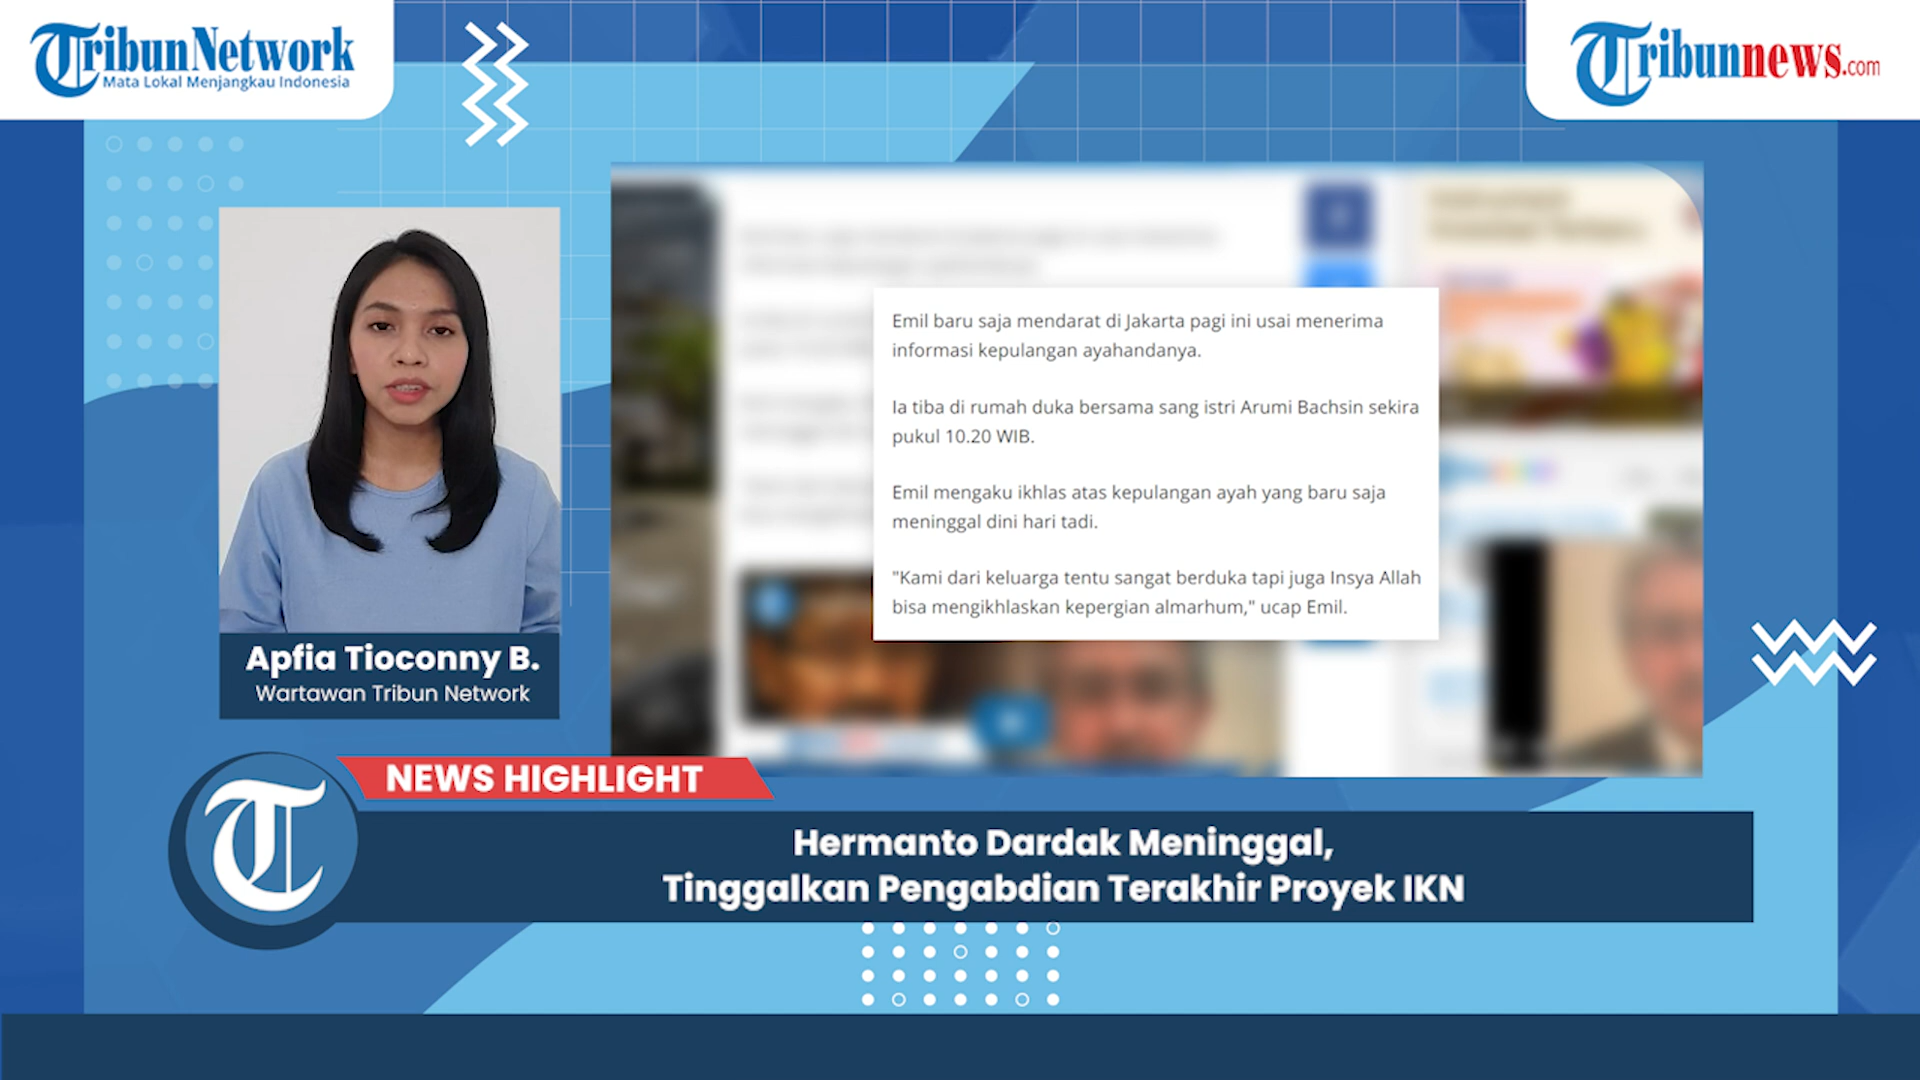 Tribun Network
Mata Lokal Menjangkau Indonesia
Tribunnews.com
Emil baru saja mendarat di Jakarta pagi ini usai menerima
informasi kepulangan ayahandanya.
Ia tiba di rumah duka bersama sang istri Arumi Bachsin sekira
pukul 10.20 WIB.
Emil mengaku ikhlas atas kepulangan ayah yang baru saja
meninggal dini hari tadi.
"Kami dari keluarga tentu sangat berduka tapi juga Insya Allah
bisa mengikhlaskan kepergian almarhum," ucap Emil.
Apfia Tioconny B.
Wartawan Tribun Network
NEWS HIGHLIGHT
T
Hermanto Dardak Meninggal,
Tinggalkan Pengabdian Terakhir Proyek IKN